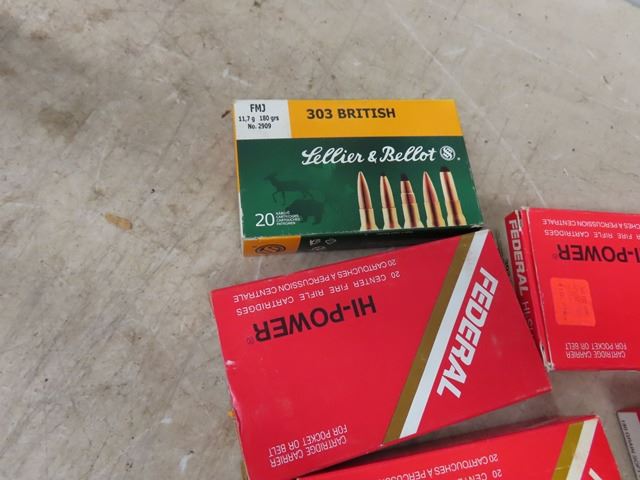 FMJ
11,7 g 180 grs
No. 2909
303 BRITISH
Sellier & Bellot
20
FEDERAL
HI-POWER®
20 CENTER FIRE RIFLE CARTRIDGES
20 CARTOUCHES A PERCUSSION CENTRALE
CARTRIDGE CARRIER
FOR POCKET OR BELT
FEDERAL
HI-POWER®
CENTER FIRE RIFLE CARTRIDGES
20 CARTOUCHES A PERCUSSION CENTRALE
CARTRIDGE CARRIER
FOR POCKET OR BELT
20 CARTOUCHES A PERCUSSION